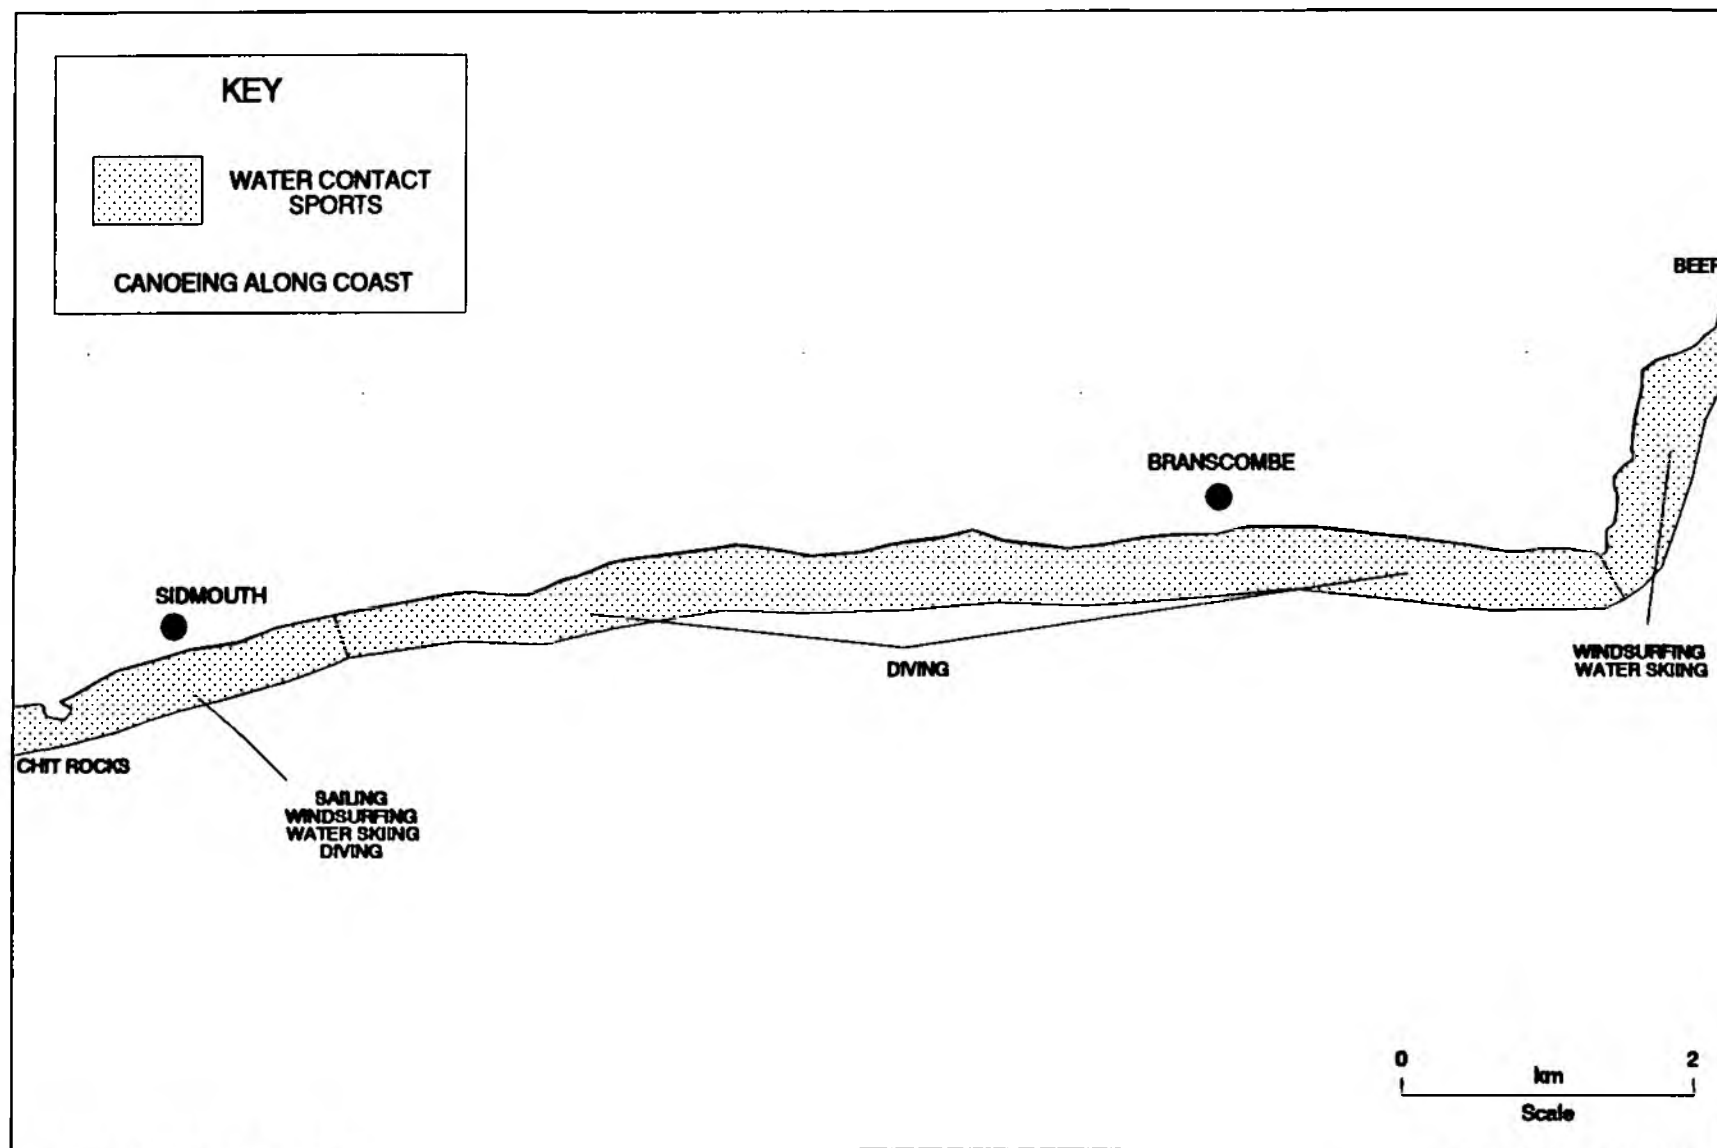 KEY
WATER CONTACT
SPORTS
CANOEING ALONG COAST
BEER
BRANSCOMBE
SIDMOUTH
WINDSURFING
WATER SKIING
DIVING
CHIT ROCKS
SAILING
WINDSURFING
WATER SKIING
DIVING
0 2
km
Scale